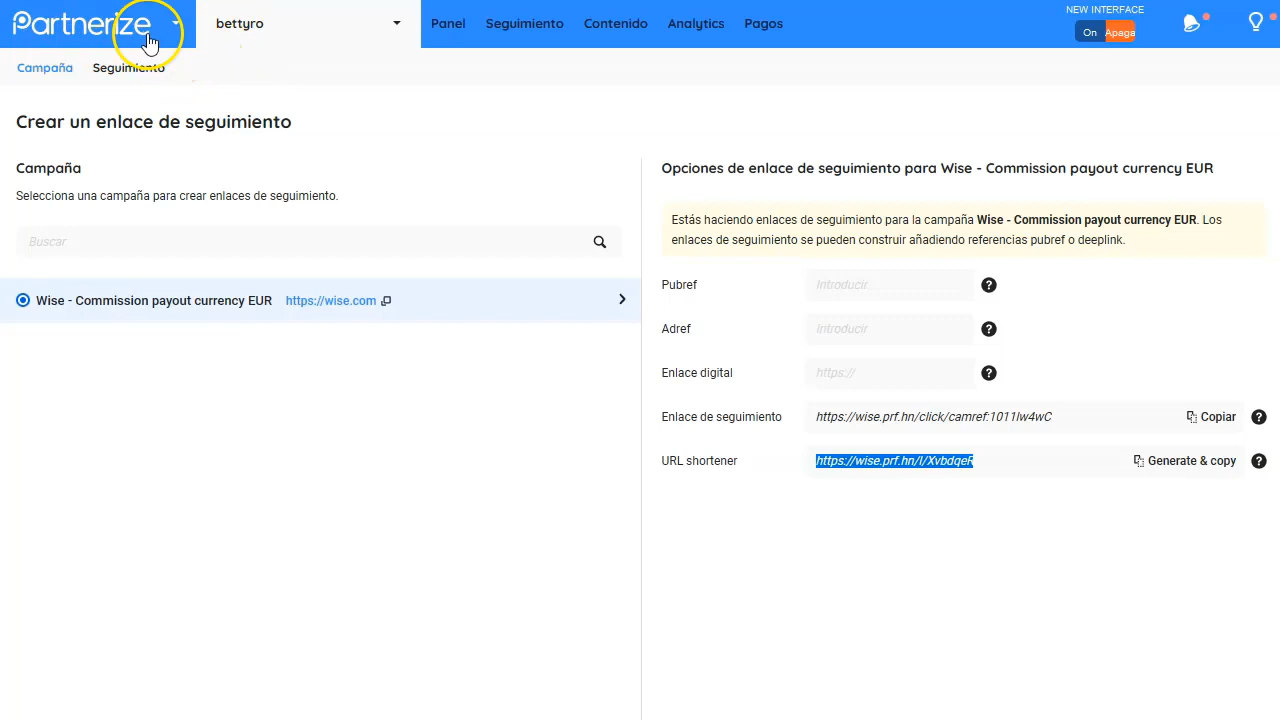 Partnerize
bettyro
Panel Seguimiento Contenido Analytics Pagos
NEW INTERFACE
On Apaga
Campaña Seguimiento
Crear un enlace de seguimiento
Campaña
Selecciona una campaña para crear enlaces de seguimiento.
Buscar
Wise - Commission payout currency EUR https://wise.com
Opciones de enlace de seguimiento para Wise - Commission payout currency EUR
Estás haciendo enlaces de seguimiento para la campaña Wise - Commission payout currency EUR. Los
enlaces de seguimiento se pueden construir añadiendo referencias pubref o deeplink.
Pubref Introducir ?
Adref Introducir ?
Enlace digital https:// ?
Enlace de seguimiento https://wise.prf.hn/click/camref:1011lw4wC Copiar ?
URL shortener https://wise.prf.hn/l/XvbdqeR Generate & copy ?